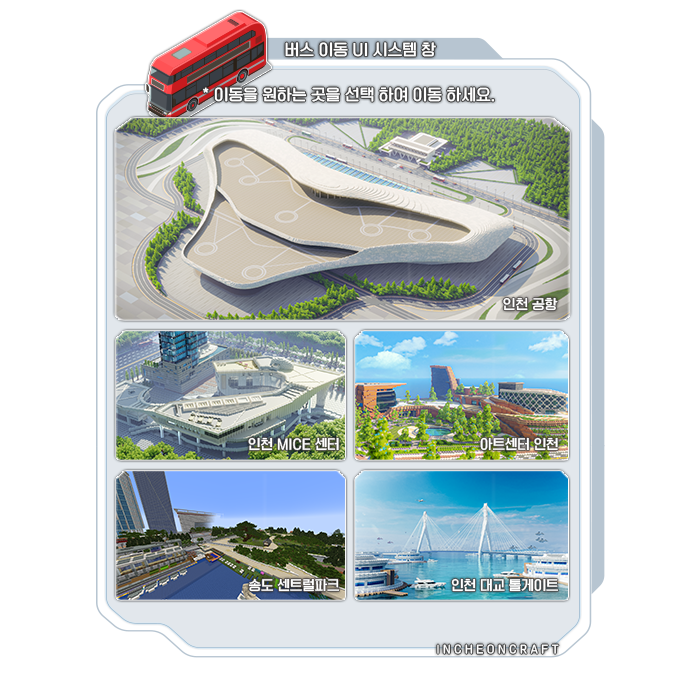 버스 이동 UI 시스템 창
* 이동을 원하는 곳을 선택 하여 이동 하세요.
인천 공항
인천 MICE 센터
아트센터 인천
송도 센트럴파크
인천 대교 톨게이트
INCHEONCRAFT